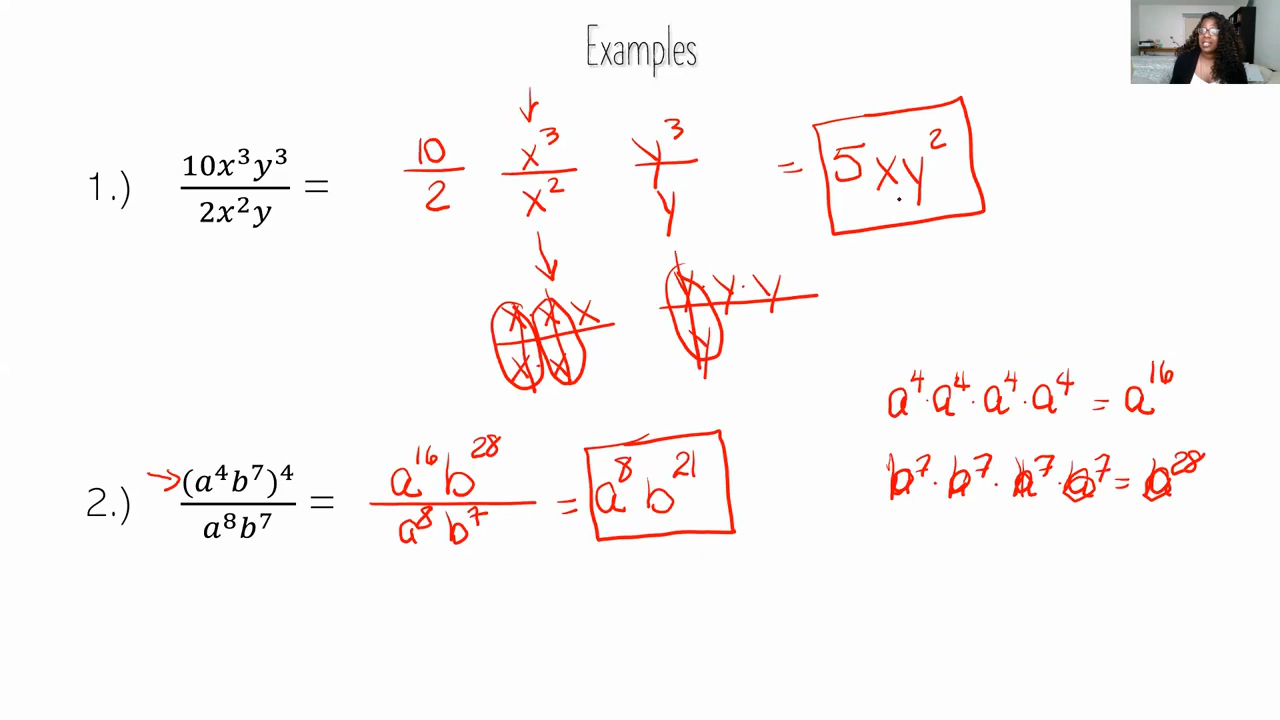 Examples
1.) 10x³y³ / 2x²y = 10/2 x³/x² y³/y = 5xy²
x·x·x / x·x
y·y·y / y
a⁴·a⁴·a⁴·a⁴ = a¹⁶
b⁷·b⁷·b⁷·b⁷ = b²⁸
2.) (a⁴b⁷)⁴ / a⁸b⁷ = a¹⁶b²⁸ / a⁸b⁷ = a⁸b²¹